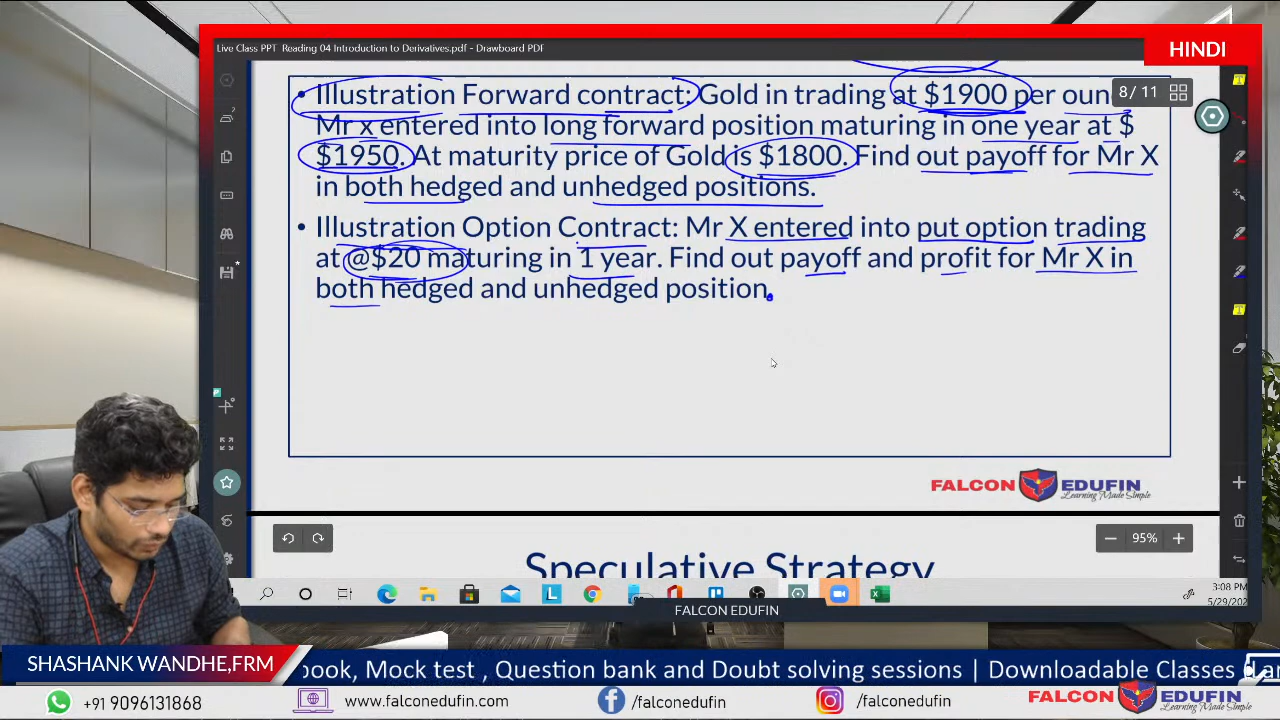 Live Class PPT Reading 04 Introduction to Derivatives.pdf - Drawboard PDF
HINDI
• Illustration Forward contract: Gold in trading at $1900 per oun
8 / 11
Mr x entered into long forward position maturing in one year at $
$1950. At maturity price of Gold is $1800. Find out payoff for Mr X
in both hedged and unhedged positions.
• Illustration Option Contract: Mr X entered into put option trading
at @$20 maturing in 1 year. Find out payoff and profit for Mr X in
both hedged and unhedged position.
FALCON EDUFIN
Learning Made Simple
95%
Speculative Strategy
3:08 PM
5/29/20
FALCON EDUFIN
SHASHANK WANDHE,FRM
book, Mock test , Question bank and Doubt solving sessions | Downloadable Classes
+91 9096131868
www.falconedufin.com
/falconedufin
/falconedufin
FALCON EDUFIN